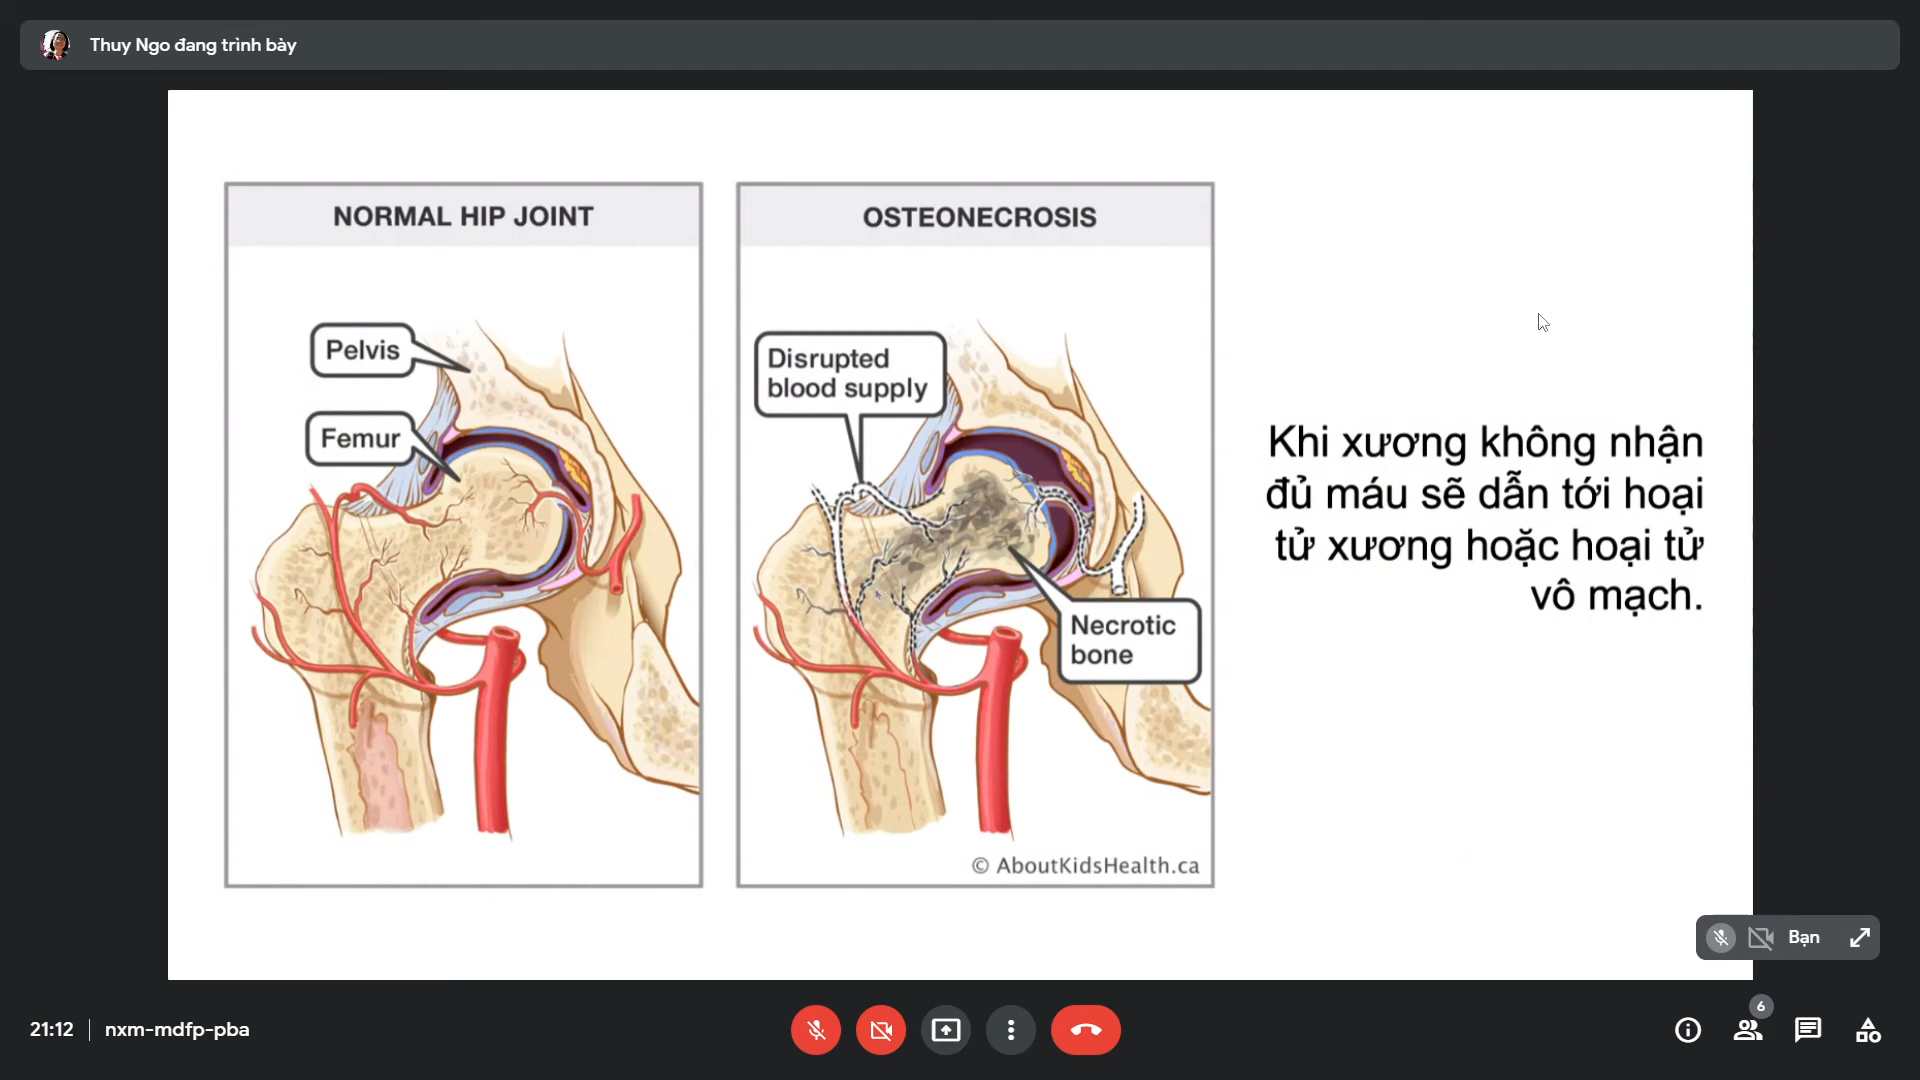 Thuy Ngo đang trình bày
NORMAL HIP JOINT
Pelvis
Femur
OSTEONECROSIS
Disrupted
blood supply
Necrotic
bone
© AboutKidsHealth.ca
Khi xương không nhận
đủ máu sẽ dẫn tới hoại
tử xương hoặc hoại tử
vô mạch.
Bạn
21:12
nxm-mdfp-pba
6